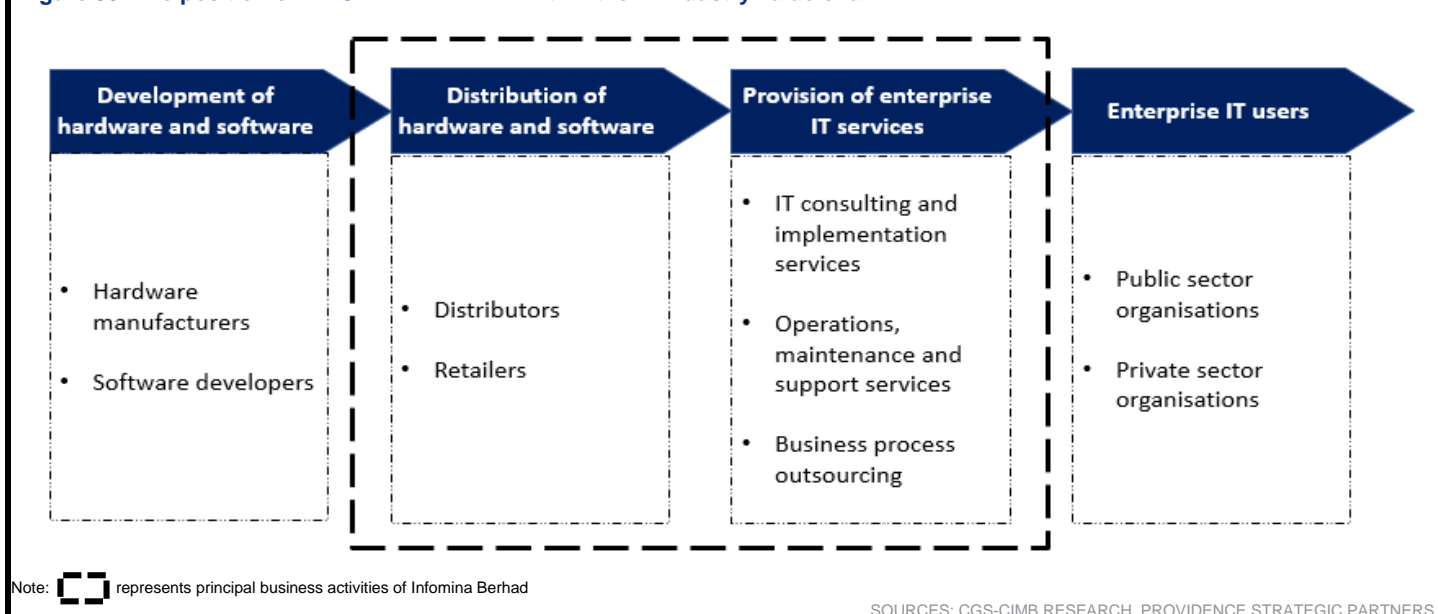 Development of
hardware and software
Distribution of
hardware and software
Provision of enterprise
IT services
Enterprise IT users
• Hardware
manufacturers
• Software developers
• Distributors
• Retailers
• IT consulting and
implementation
services
• Operations,
maintenance and
support services
• Business process
outsourcing
• Public sector
organisations
• Private sector
organisations
Note: represents principal business activities of Infomina Berhad
SOURCES: CGS-CIMB RESEARCH, PROVIDENCE STRATEGIC PARTNERS